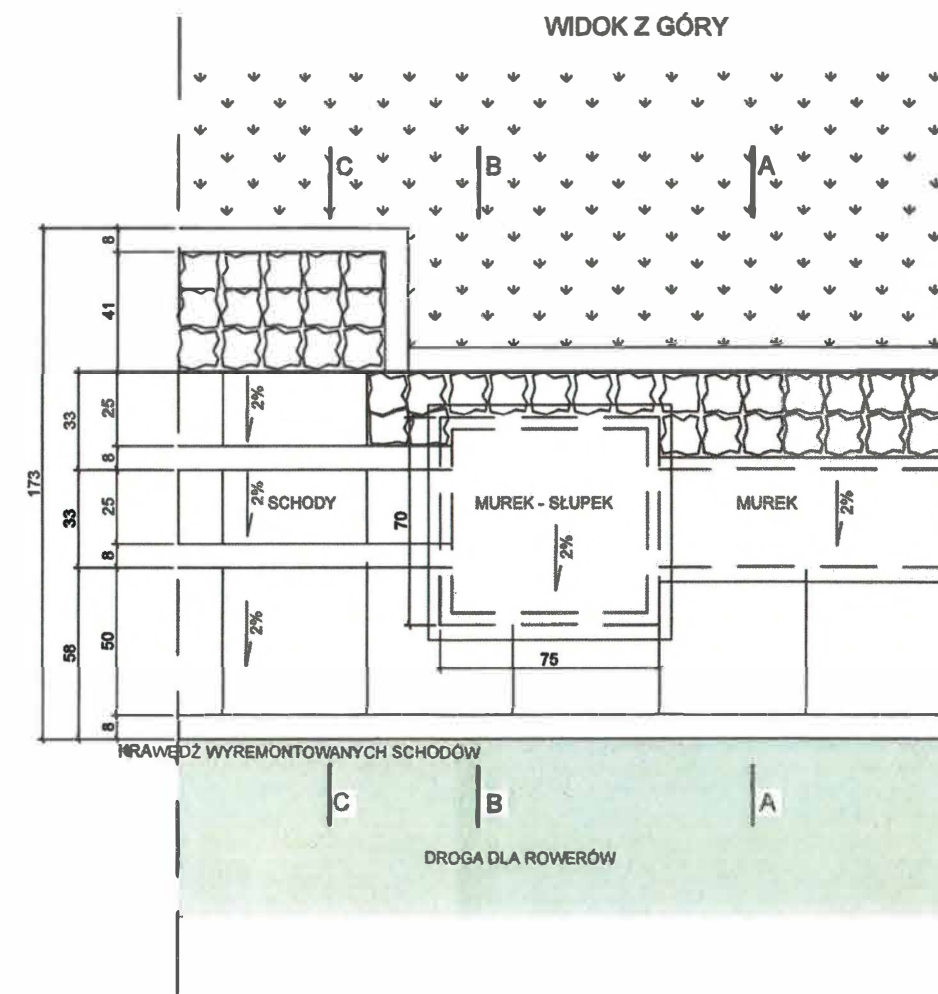 WIDOK Z GÓRY
C
B
A
8
41
25
33
2%
8
173
25
33
2%
SCHODY
70
MUREK - SŁUPEK
2%
MUREK
2%
8
50
58
2%
75
8
KRAWĘDŹ WYREMONTOWANYCH SCHODÓW
C
B
A
DROGA DLA ROWERÓW